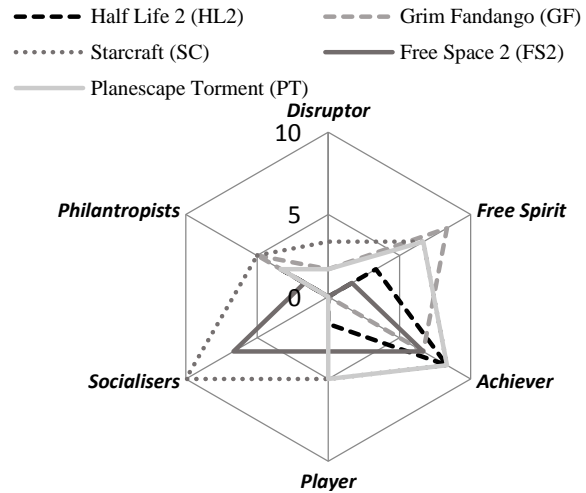 Half Life 2 (HL2) Grim Fandango (GF)
Starcraft (SC) Free Space 2 (FS2)
Planescape Torment (PT)
Disruptor
10
Philantropists Free Spirit
5
0
Socialisers Achiever
Player